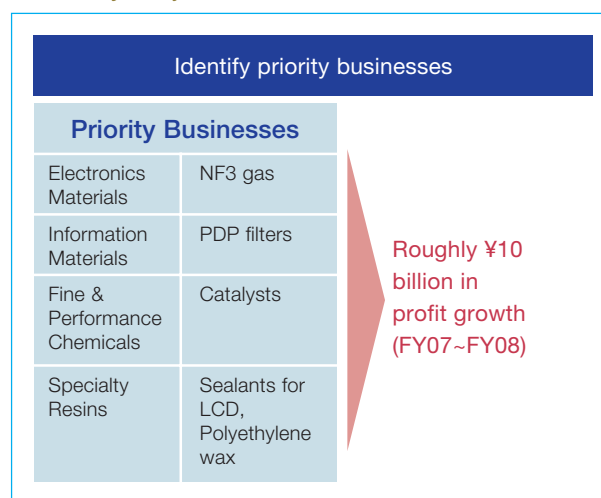 Identify priority businesses
Priority Businesses
Electronics
Materials
NF3 gas
Information
Materials
PDP filters
Fine &
Performance
Chemicals
Catalysts
Specialty
Resins
Sealants for
LCD,
Polyethylene
wax
Roughly ¥10
billion in
profit growth
(FY07~FY08)